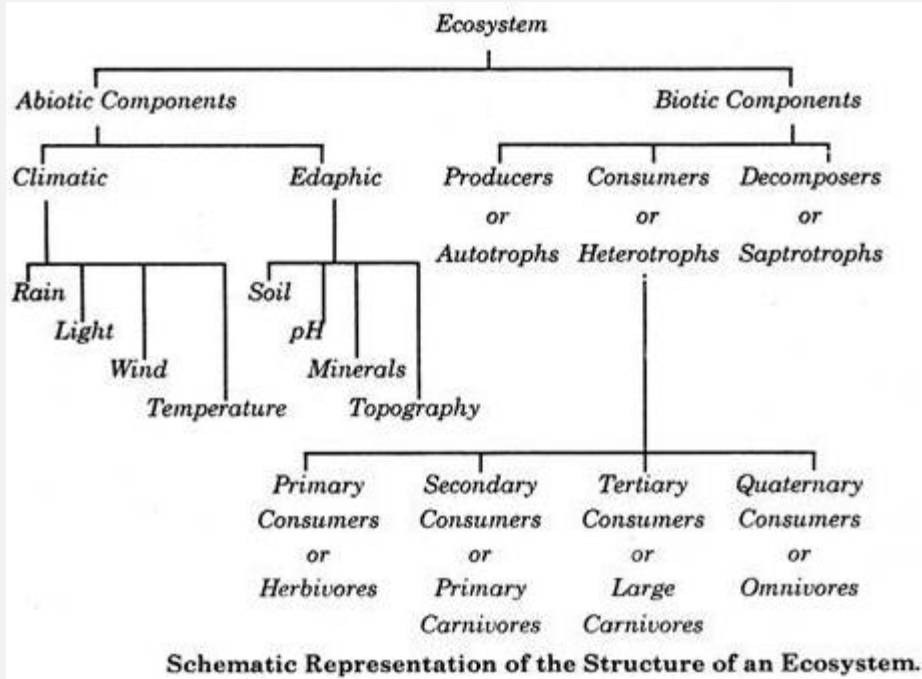 Ecosystem
Abiotic Components Biotic Components
Climatic Edaphic Producers Consumers Decomposers
or or or
Autotrophs Heterotrophs Saptrotrophs
Rain Soil
Light pH
Wind Minerals
Temperature Topography
Primary Secondary Tertiary Quaternary
Consumers Consumers Consumers Consumers
or or or or
Herbivores Primary Large Omnivores
Carnivores Carnivores
Schematic Representation of the Structure of an Ecosystem.